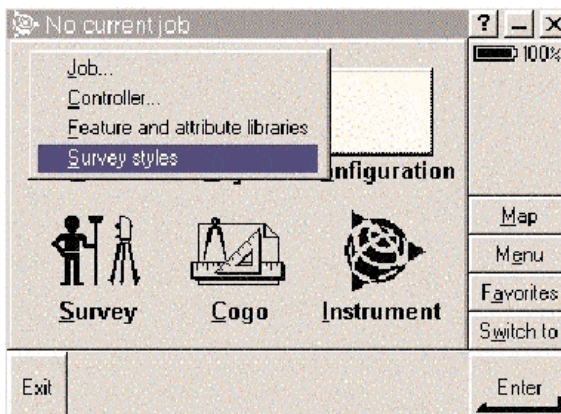 No current job
? – ×
100%
Job...
Controller...
Feature and attribute libraries
Survey styles
nfiguration
Survey
Cogo
Instrument
Map
Menu
Favorites
Switch to
Exit
Enter